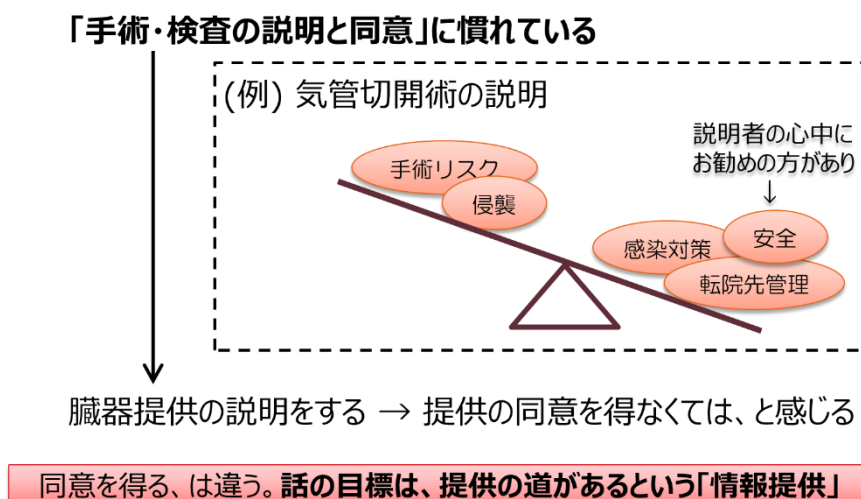 「手術・検査の説明と同意」に慣れている
(例) 気管切開術の説明
説明者の心中に
お勧めの方があり
↓
手術リスク
侵襲
感染対策
安全
転院先管理
臓器提供の説明をする → 提供の同意を得なくては、と感じる
同意を得る、は違う。話の目標は、提供の道があるという「情報提供」